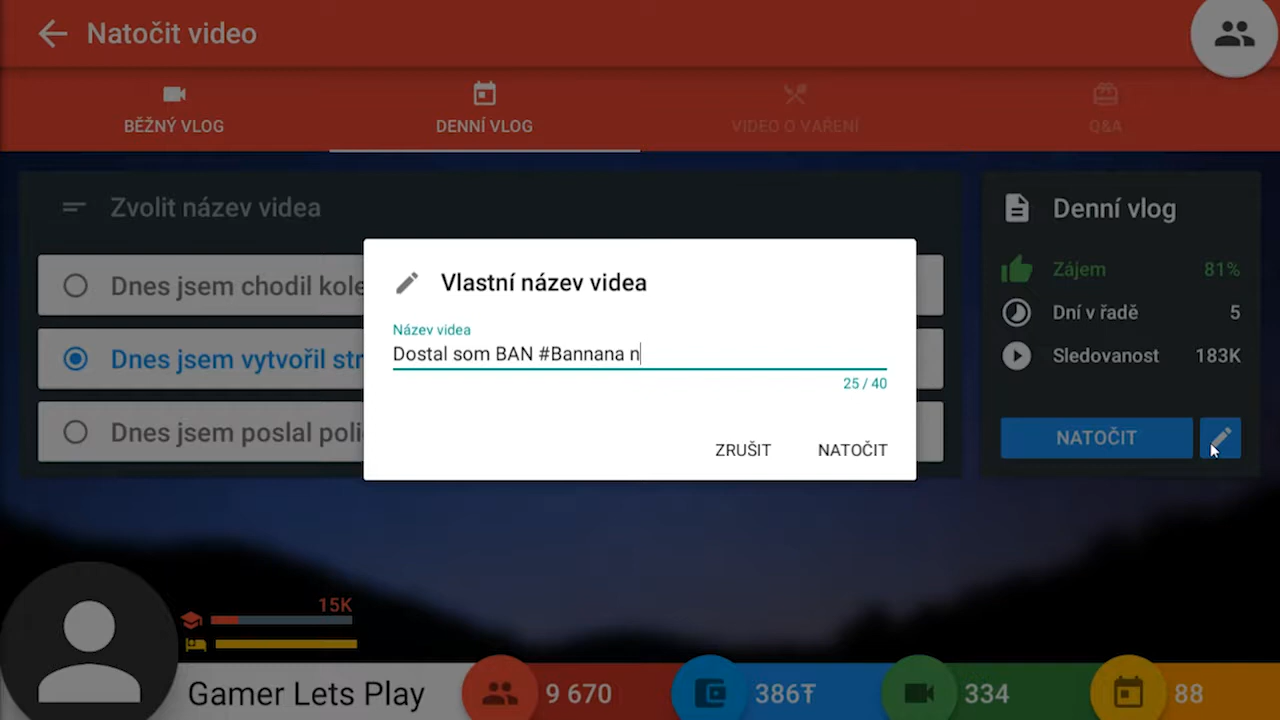 Natočit video
BĚŽNÝ VLOG
DENNÍ VLOG
VIDEO O VAŘENÍ
Q&A
Zvolit název videa
Dnes jsem chodil kole
Dnes jsem vytvořil str
Dnes jsem poslal poli
Vlastní název videa
Název videa
Dostal som BAN #Bannana n
25 / 40
ZRUŠIT
NATOČIT
Denní vlog
Zájem 81%
Dní v řadě 5
Sledovanost 183K
NATOČIT
15K
Gamer Lets Play
9 670
386Ŧ
334
88